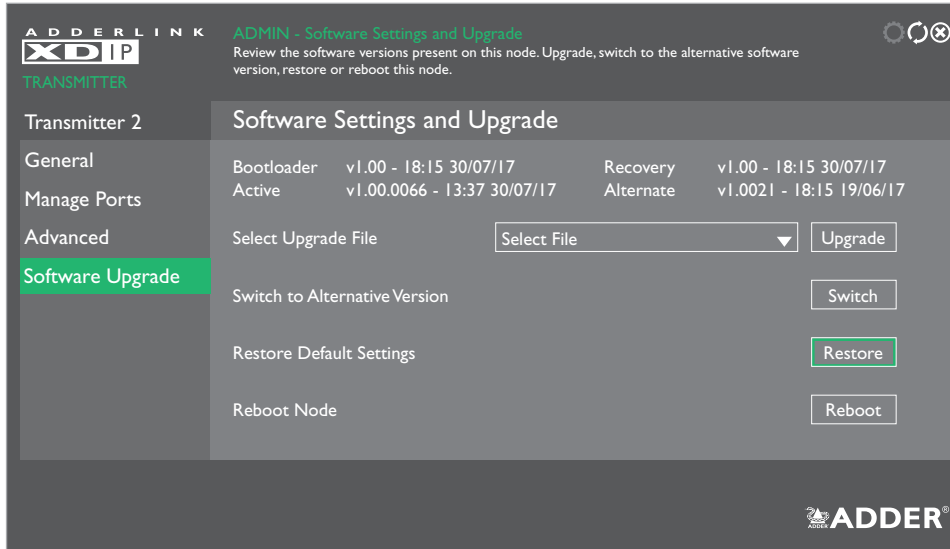 ADDERLINK
XDIP
TRANSMITTER
ADMIN - Software Settings and Upgrade
Review the software versions present on this node. Upgrade, switch to the alternative software
version, restore or reboot this node.
Transmitter 2
General
Manage Ports
Advanced
Software Upgrade
Software Settings and Upgrade
Bootloader v1.00 - 18:15 30/07/17 Recovery v1.00 - 18:15 30/07/17
Active v1.00.0066 - 13:37 30/07/17 Alternate v1.0021 - 18:15 19/06/17
Select Upgrade File Select File Upgrade
Switch to Alternative Version Switch
Restore Default Settings Restore
Reboot Node Reboot
ADDER ADDER®